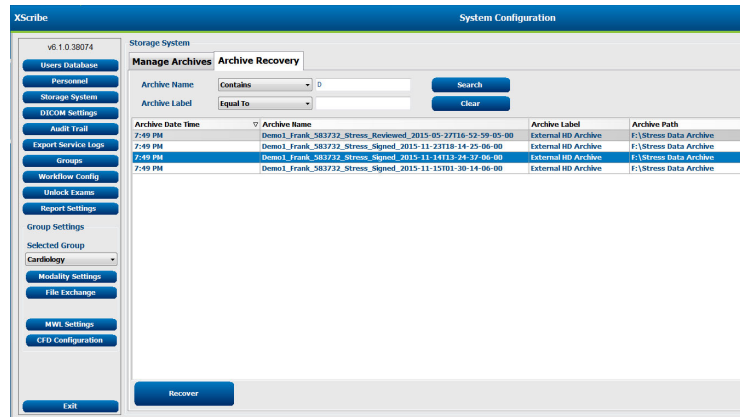 XScribe
System Configuration
v6.1.0.38074
Users Database
Personnel
Storage System
DICOM Settings
Audit Trail
Export Service Logs
Groups
Workflow Config
Unlock Exams
Report Settings
Group Settings
Selected Group
Cardiology
Modality Settings
File Exchange
MWL Settings
CFD Configuration
Exit
Storage System
Manage Archives Archive Recovery
Archive Name Contains D Search
Archive Label Equal To Clear
Archive Date Time Archive Name Archive Label Archive Path
7:49 PM Demo1_Frank_583732_Stress_Reviewed_2015-05-27T16-52-59-05-00 External HD Archive F:\Stress Data Archive
7:49 PM Demo1_Frank_583732_Stress_Signed_2015-11-23T18-14-25-06-00 External HD Archive F:\Stress Data Archive
7:49 PM Demo1_Frank_583732_Stress_Signed_2015-11-14T13-24-37-06-00 External HD Archive F:\Stress Data Archive
7:49 PM Demo1_Frank_583732_Stress_Signed_2015-11-15T01-30-14-06-00 External HD Archive F:\Stress Data Archive
Recover